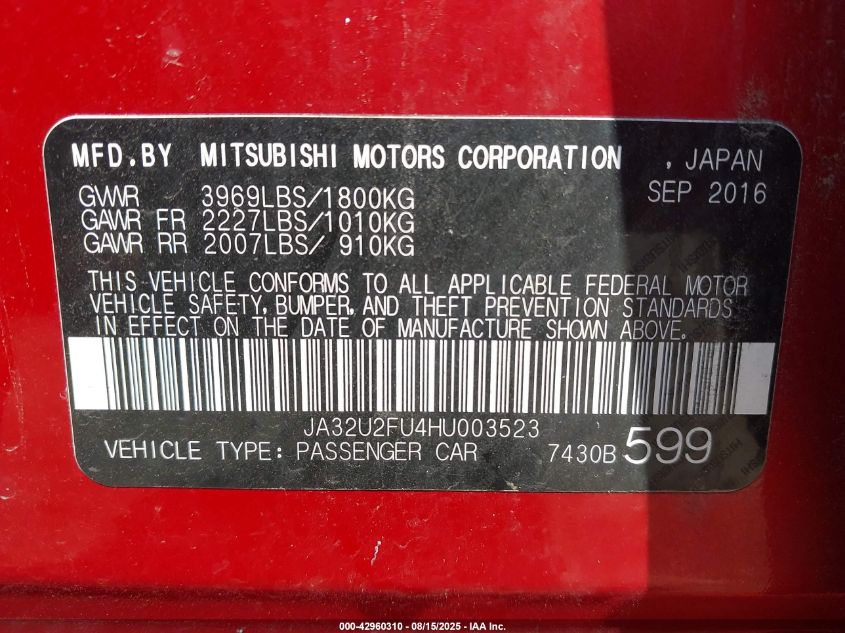 MFD.BY MITSUBISHI MOTORS CORPORATION , JAPAN
SEP 2016
GVWR 3969LBS/1800KG
GAWR FR 2227LBS/1010KG
GAWR RR 2007LBS/ 910KG
THIS VEHICLE CONFORMS TO ALL APPLICABLE FEDERAL MOTOR
VEHICLE SAFETY, BUMPER, AND THEFT PREVENTION STANDARDS
IN EFFECT ON THE DATE OF MANUFACTURE SHOWN ABOVE.
JA32U2FU4HU003523
VEHICLE TYPE: PASSENGER CAR 7430B 599
000-42960310 - 08/15/2025 - IAA Inc.